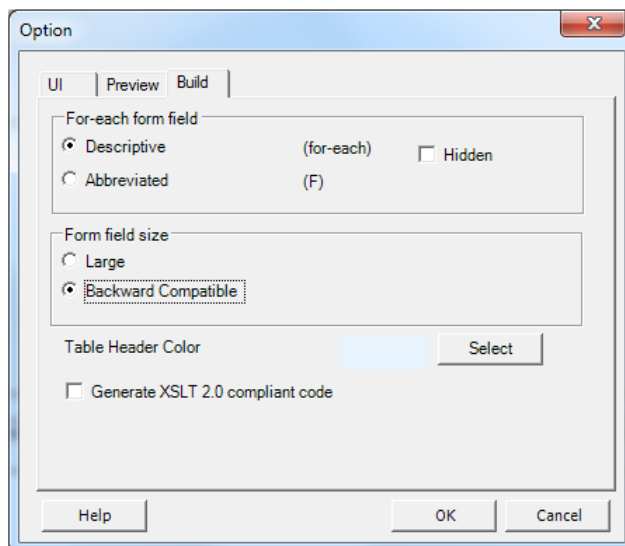 Option
UI Preview Build
For-each form field
Descriptive (for-each) Hidden
Abbreviated (F)
Form field size
Large
Backward Compatible
Table Header Color Select
Generate XSLT 2.0 compliant code
Help OK Cancel